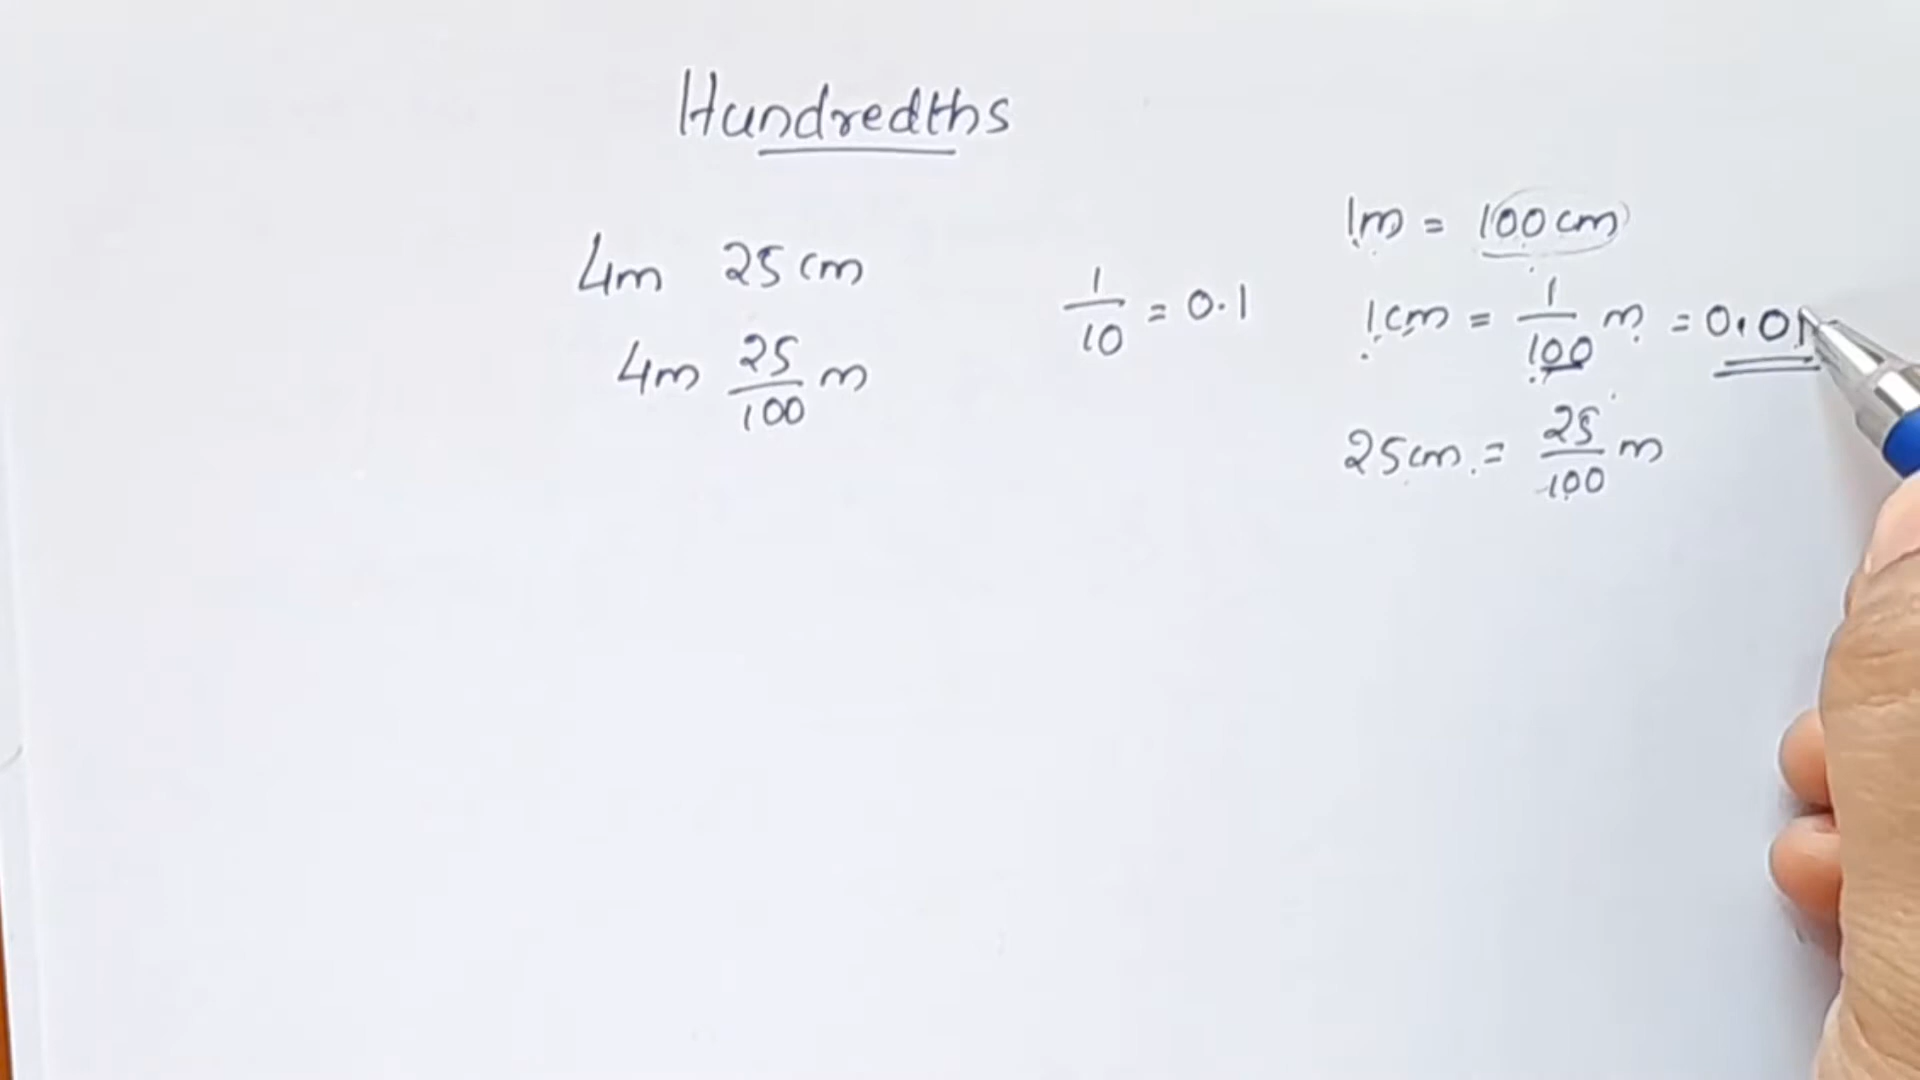 Hundredths
4m 25cm
4m 25/100 m
1/10 = 0.1
1m = 100cm
1cm = 1/100 m = 0.01
25cm = 25/100 m